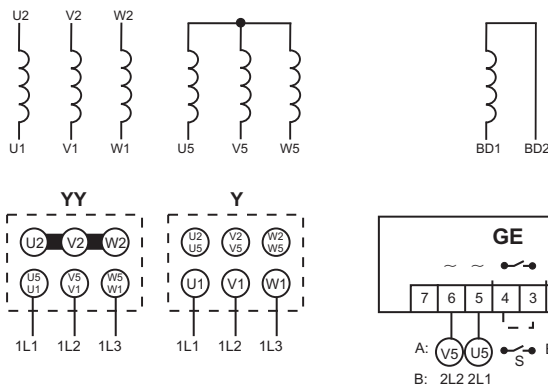 U2 V2 W2
U1 V1 W1 U5 V5 W5 BD1 BD2
YY Y
U2 V2 W2
U2 U5 V2 V5 W2 W5
GE
U5 U1 V5 V1 W5 W1
U1 V1 W1
~ ~
7 6 5 4 3
1L1 1L2 1L3 1L1 1L2 1L3
A: V5 U5 S
B: 2L2 2L1